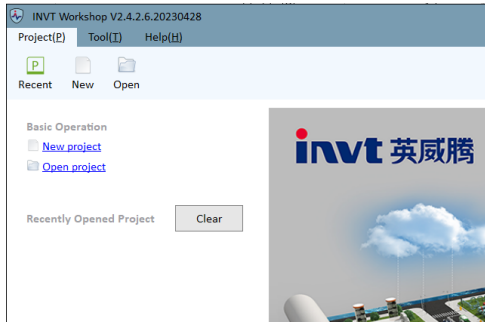 INVT Workshop V2.4.2.6.20230428
Project(P) Tool(T) Help(H)
P
Recent New Open
Basic Operation
New project
Open project
Recently Opened Project Clear
invt 英威腾